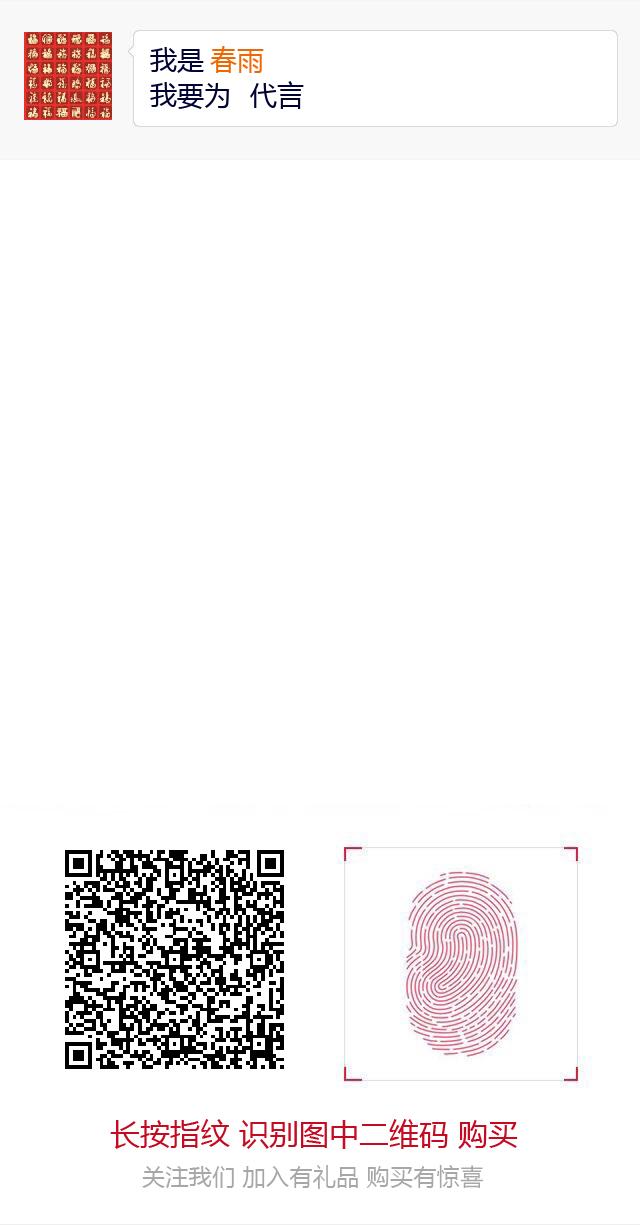 我是 春雨
我要为 代言
长按指纹 识别图中二维码 购买
关注我们 加入有礼品 购买有惊喜